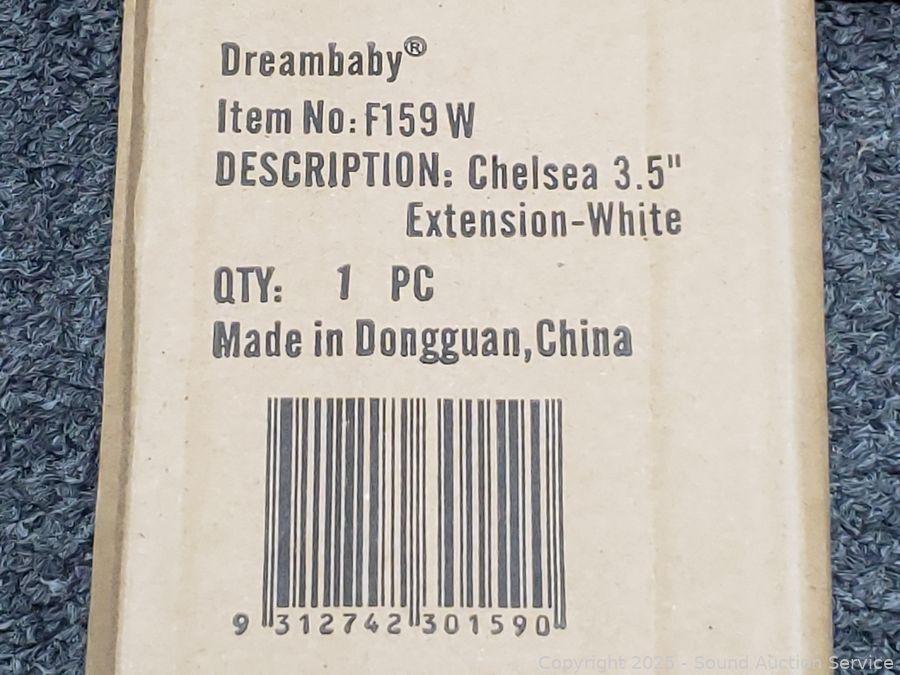 Dreambaby®
Item No: F159 W
DESCRIPTION: Chelsea 3.5"
Extension-White
QTY: 1 PC
Made in Dongguan,China
9 312742 301590
Copyright 2025 - Sound Auction Service